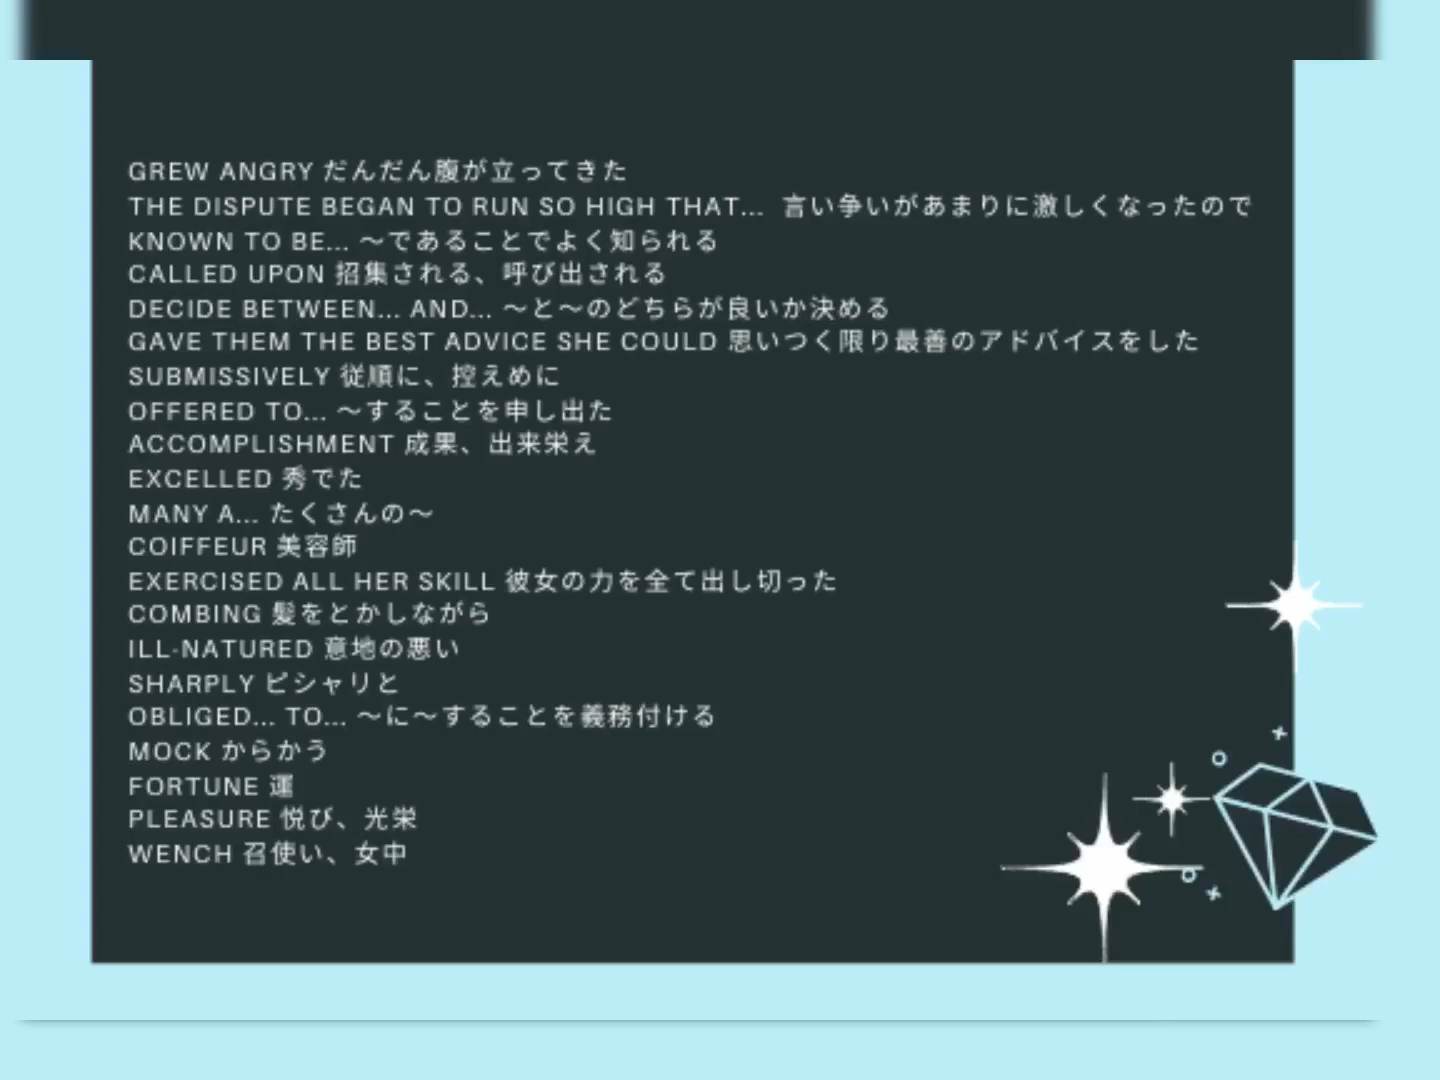 GREW ANGRY だんだん腹が立ってきた
THE DISPUTE BEGAN TO RUN SO HIGH THAT... 言い争いがあまりに激しくなったので
KNOWN TO BE... 〜であることでよく知られる
CALLED UPON 招集される、呼び出される
DECIDE BETWEEN... AND... 〜と〜のどちらが良いか決める
GAVE THEM THE BEST ADVICE SHE COULD 思いつく限り最善のアドバイスをした
SUBMISSIVELY 従順に、控えめに
OFFERED TO... 〜することを申し出た
ACCOMPLISHMENT 成果、出来栄え
EXCELLED 秀でた
MANY A... たくさんの〜
COIFFEUR 美容師
EXERCISED ALL HER SKILL 彼女の力を全て出し切った
COMBING 髪をとかしながら
ILL-NATURED 意地の悪い
SHARPLY ピシャリと
OBLIGED... TO... 〜に〜することを義務付ける
MOCK からかう
FORTUNE 運
PLEASURE 悦び、光栄
WENCH 召使い、女中